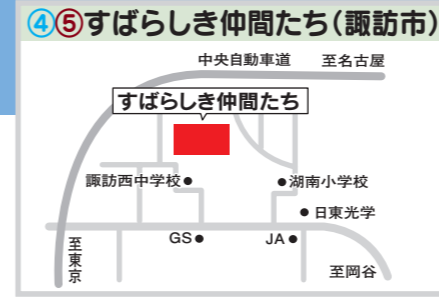 ④⑤すばらしき仲間たち(諏訪市)
中央自動車道 至名古屋
すばらしき仲間たち
諏訪西中学校●
●湖南小学校
●日東光学
GS●
JA●
至東京
至岡谷